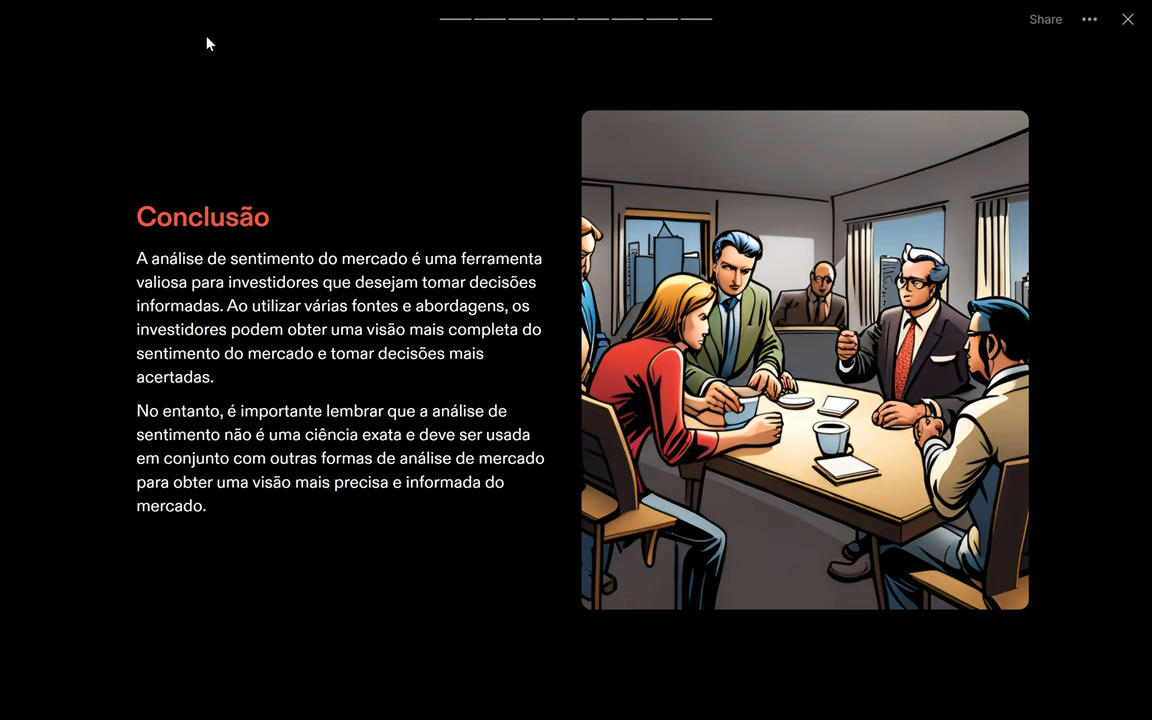 Share
Conclusão
A análise de sentimento do mercado é uma ferramenta
valiosa para investidores que desejam tomar decisões
informadas. Ao utilizar várias fontes e abordagens, os
investidores podem obter uma visão mais completa do
sentimento do mercado e tomar decisões mais
acertadas.
No entanto, é importante lembrar que a análise de
sentimento não é uma ciência exata e deve ser usada
em conjunto com outras formas de análise de mercado
para obter uma visão mais precisa e informada do
mercado.